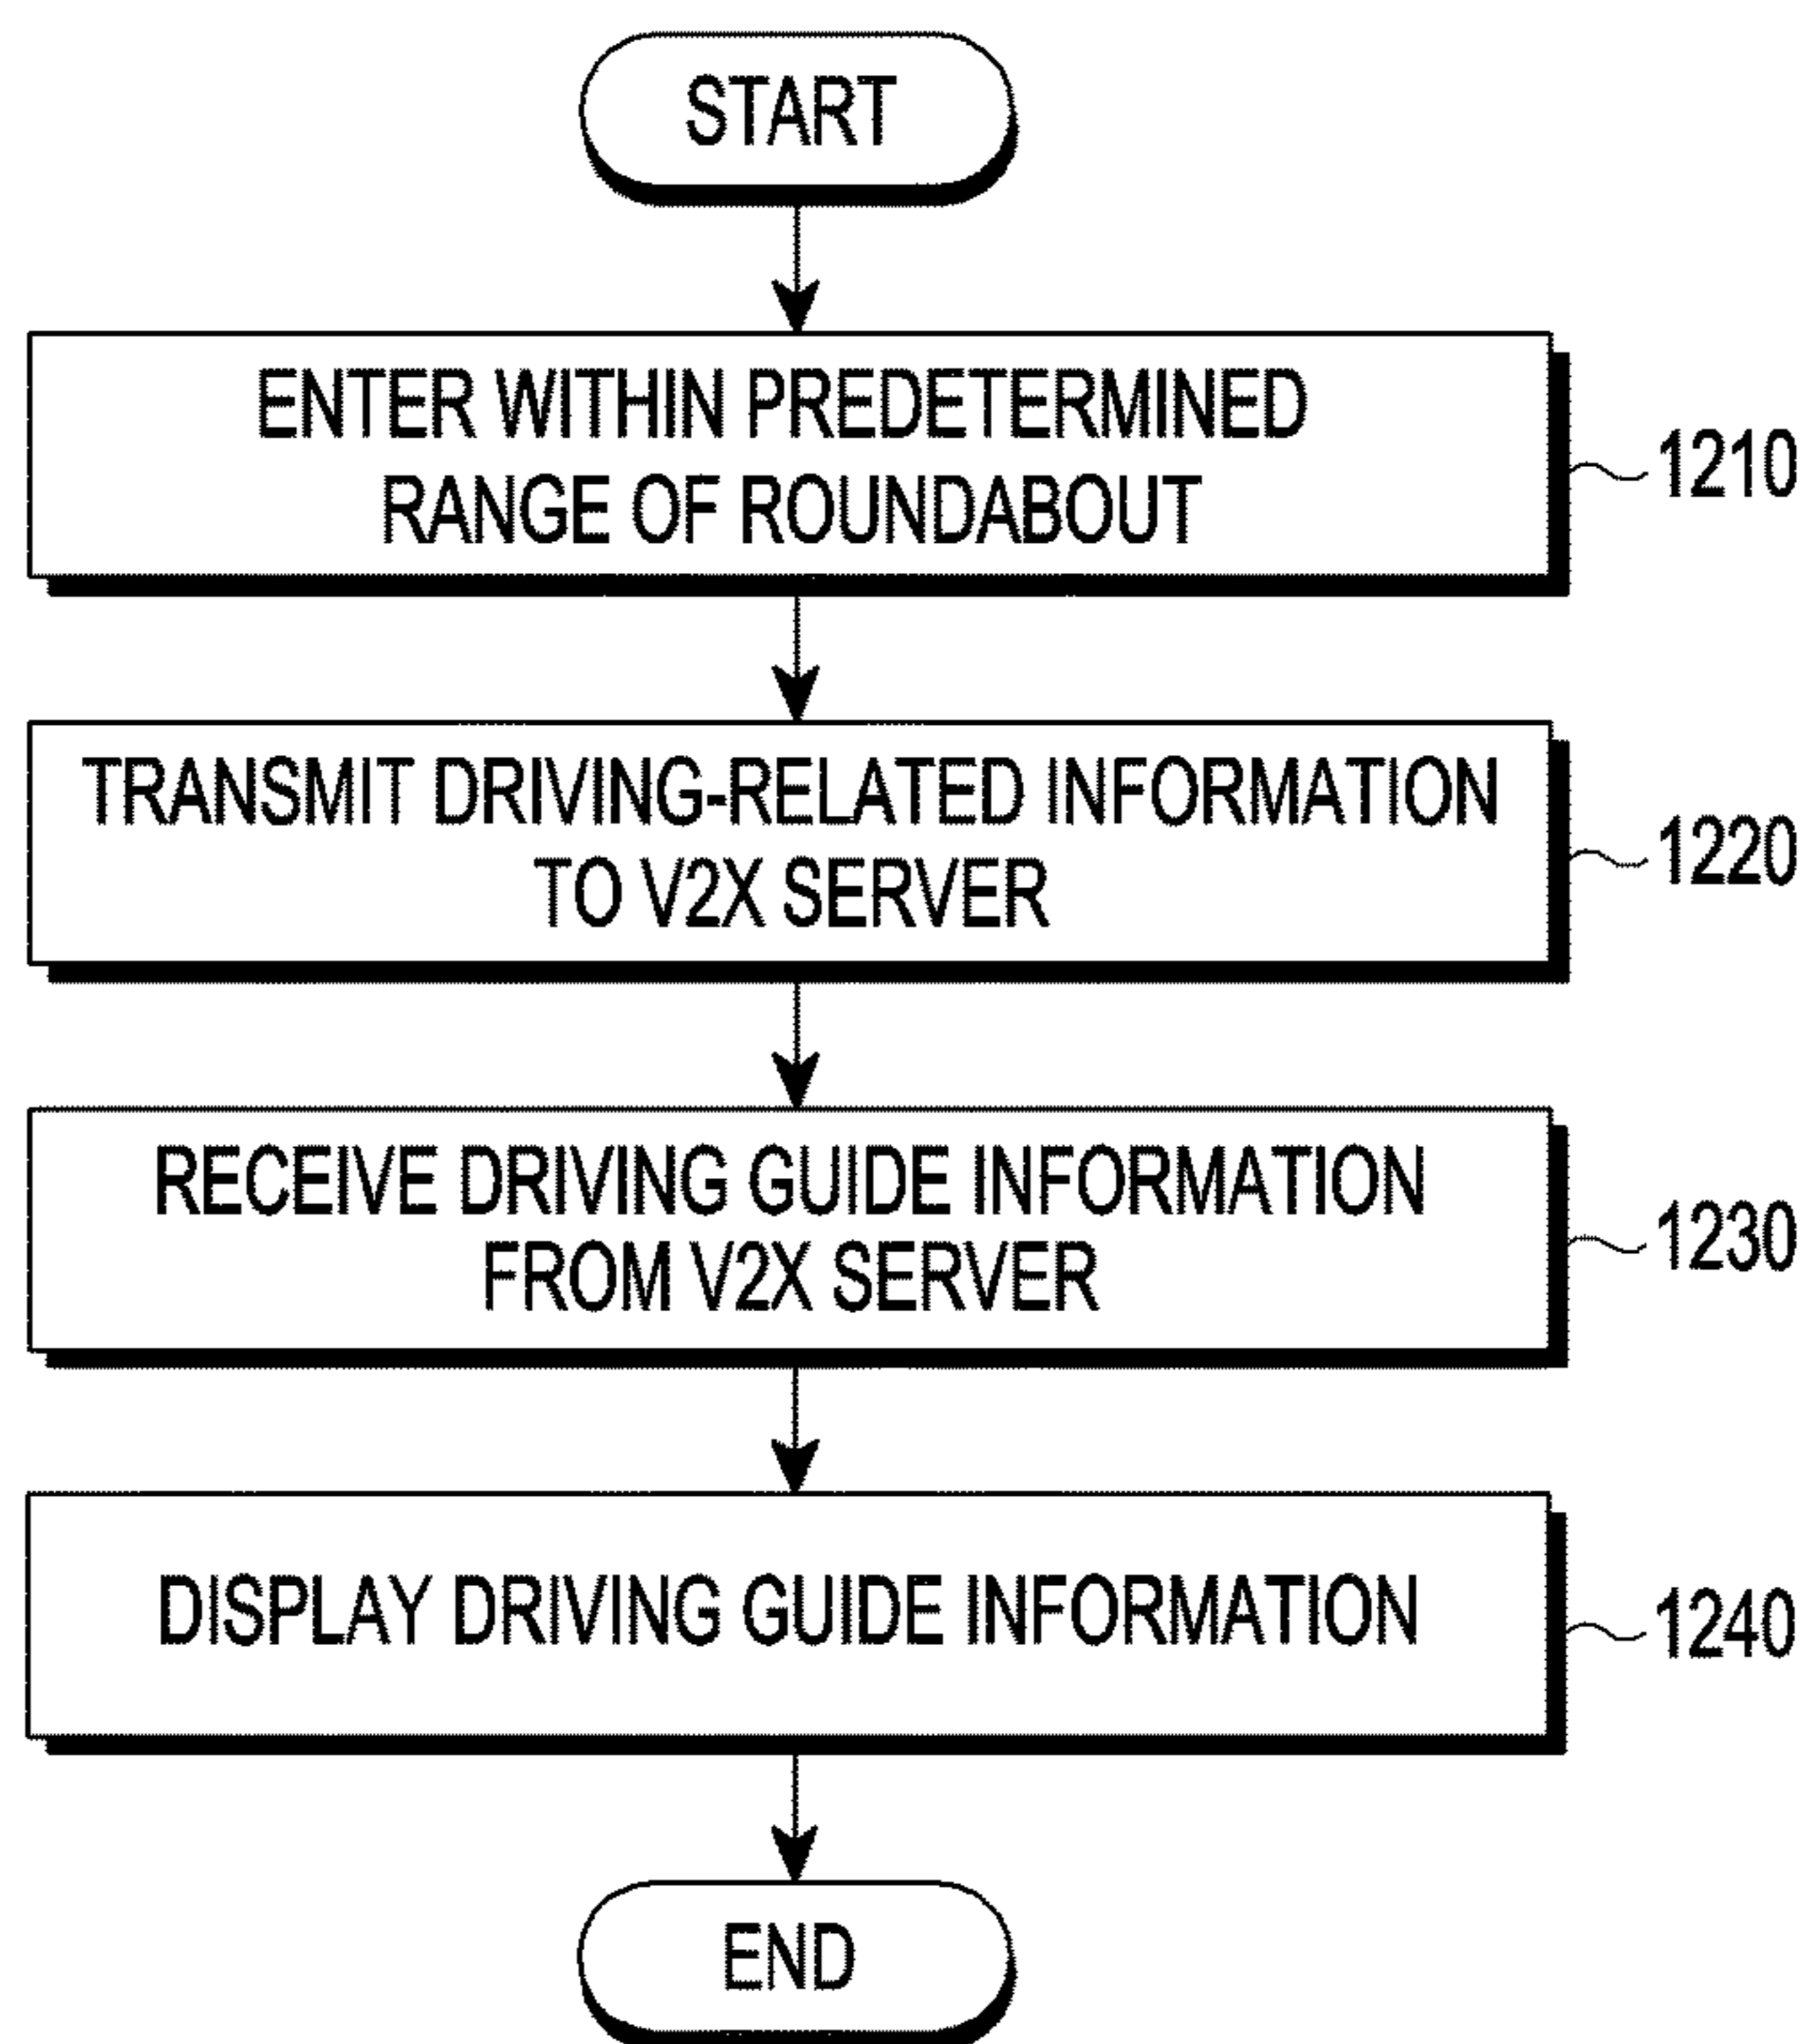 START
ENTER WITHIN PREDETERMINED
RANGE OF ROUNDABOUT
1210
TRANSMIT DRIVING-RELATED INFORMATION
TO V2X SERVER
1220
RECEIVE DRIVING GUIDE INFORMATION
FROM V2X SERVER
1230
DISPLAY DRIVING GUIDE INFORMATION
1240
END